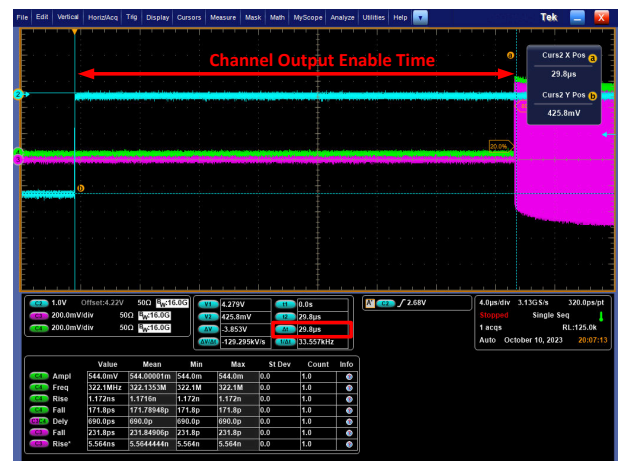 File Edit Vertical Horiz/Acq Trig Display Cursors Measure Mask Math MyScope Analyze Utilities Help Tek
Channel Output Enable Time
a
Curs2 X Pos a
29.8µs
Curs2 Y Pos b
425.8mV
2
20.0%
b
C2 1.0V Offset:4.22V 50Ω BW:16.0G
C3 200.0mV/div 50Ω BW:16.0G
C4 200.0mV/div 50Ω BW:16.0G
V1 4.279V t1 0.0s
V2 425.8mV t2 29.8µs
ΔV -3.853V Δt 29.8µs
ΔV/Δt -129.295kV/s 1/Δt 33.557kHz
A' C2 2.68V
4.0µs/div 3.13GS/s 320.0ps/pt
Stopped Single Seq
1 acqs RL:125.0k
Auto October 10, 2023 20:07:13
Value Mean Min Max St Dev Count Info
C4 Ampl 544.0mV 544.00001m 544.0m 544.0m 0.0 1.0
C4 Freq 322.1MHz 322.1353M 322.1M 322.1M 0.0 1.0
C4 Rise 1.172ns 1.1716n 1.172n 1.172n 0.0 1.0
C4 Fall 171.8ps 171.78948p 171.8p 171.8p 0.0 1.0
Dely 690.0ps 690.0p 690.0p 690.0p 0.0 1.0
C3 Fall 231.8ps 231.84906p 231.8p 231.8p 0.0 1.0
C3 Rise* 5.564ns 5.5644444n 5.564n 5.564n 0.0 1.0